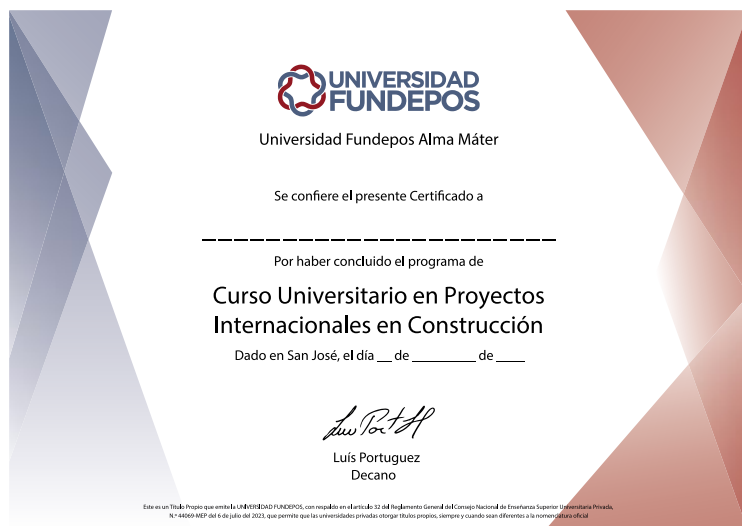 UNIVERSIDAD
FUNDEPOS
Universidad Fundepos Alma Máter
Se confiere el presente Certificado a
Por haber concluido el programa de
Curso Universitario en Proyectos
Internacionales en Construcción
Dado en San José, el día __ de ________ de ____
Luís Portuguez
Decano
Este es un Título Propio que emite la UNIVERSIDAD FUNDEPOS, con respaldo en el artículo 32 del Reglamento General del Consejo Nacional de Enseñanza Superior Universitaria Privada,
N.º 44069-MEP del 6 de julio del 2023, que permite que las universidades privadas otorgar títulos propios, siempre y cuando sean diferentes a la nomenclatura oficial